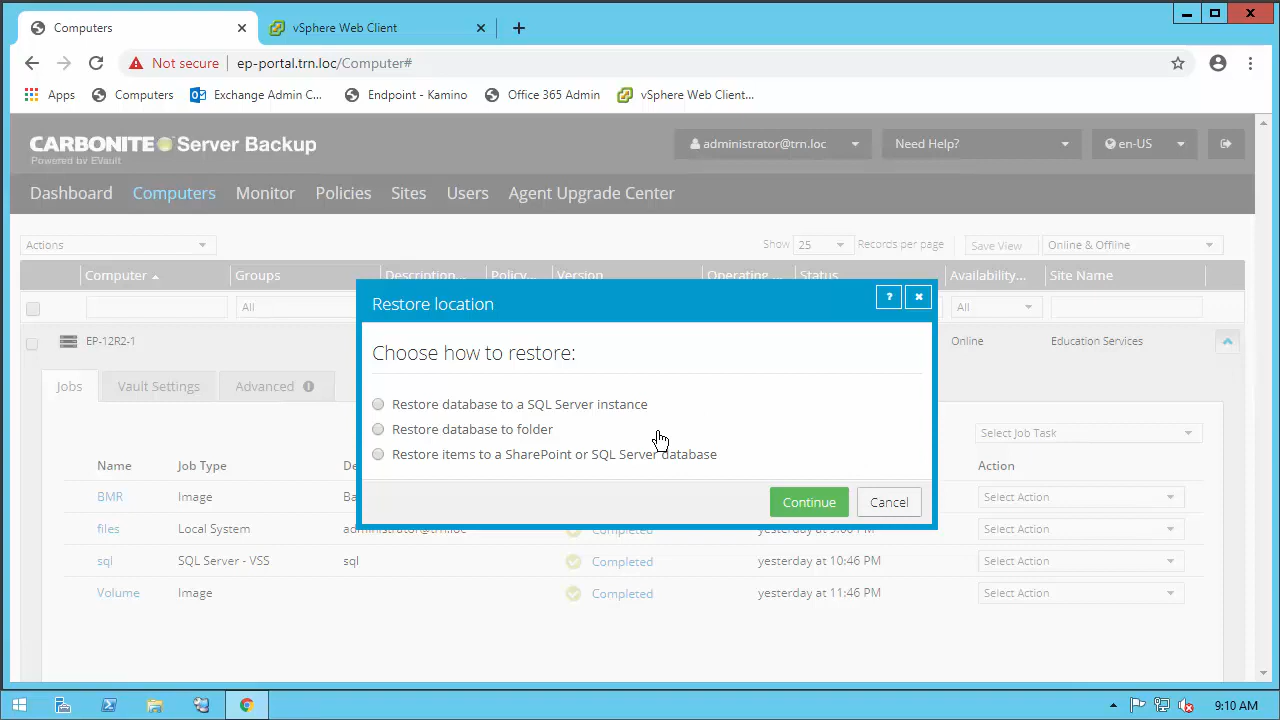 Computers
vSphere Web Client
Not secure
ep-portal.trn.loc/Computer#
Apps
Computers
Exchange Admin C...
Endpoint - Kamino
Office 365 Admin
vSphere Web Client...
CARBONITE Server Backup
Powered by EVault
administrator@trn.loc
Need Help?
en-US
Dashboard
Computers
Monitor
Policies
Sites
Users
Agent Upgrade Center
Actions
Show
25
Records per page
Save View
Online & Offline
Computer
Groups
Description...
Policy...
Version
Operating ...
Status
Availability...
Site Name
All
All
Restore location
?
EP-12R2-1
Online
Education Services
Choose how to restore:
Jobs
Vault Settings
Advanced
Restore database to a SQL Server instance
Restore database to folder
Restore items to a SharePoint or SQL Server database
Select Job Task
Name
Job Type
De
Action
BMR
Image
Ba
Continue
Cancel
Select Action
files
Local System
administrator@trn.loc
Completed
yesterday at 9:00 PM
Select Action
sql
SQL Server - VSS
sql
Completed
yesterday at 10:46 PM
Select Action
Volume
Image
Completed
yesterday at 11:46 PM
Select Action
9:10 AM